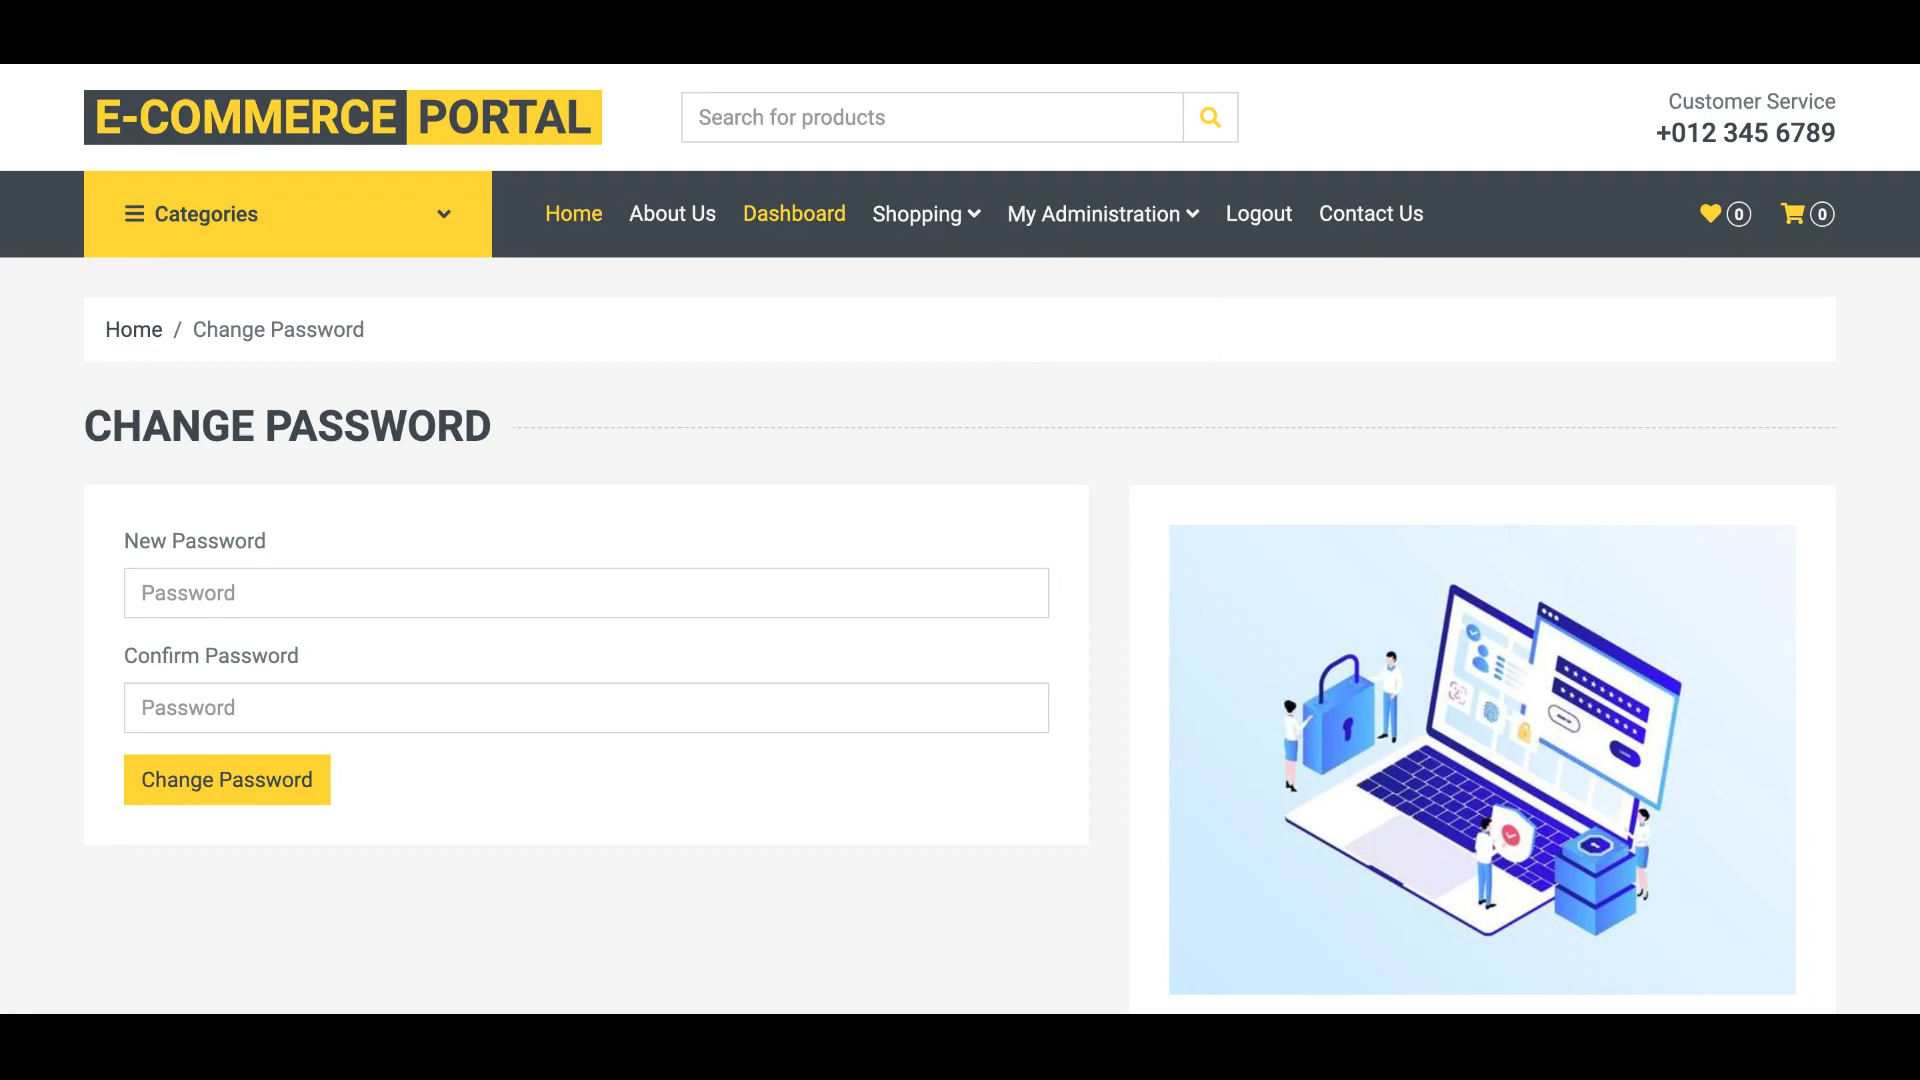 E-COMMERCE PORTAL
Search for products
Customer Service
+012 345 6789
Categories
Home About Us Dashboard Shopping My Administration Logout Contact Us
0 0
Home / Change Password
CHANGE PASSWORD
New Password
Password
Confirm Password
Password
Change Password